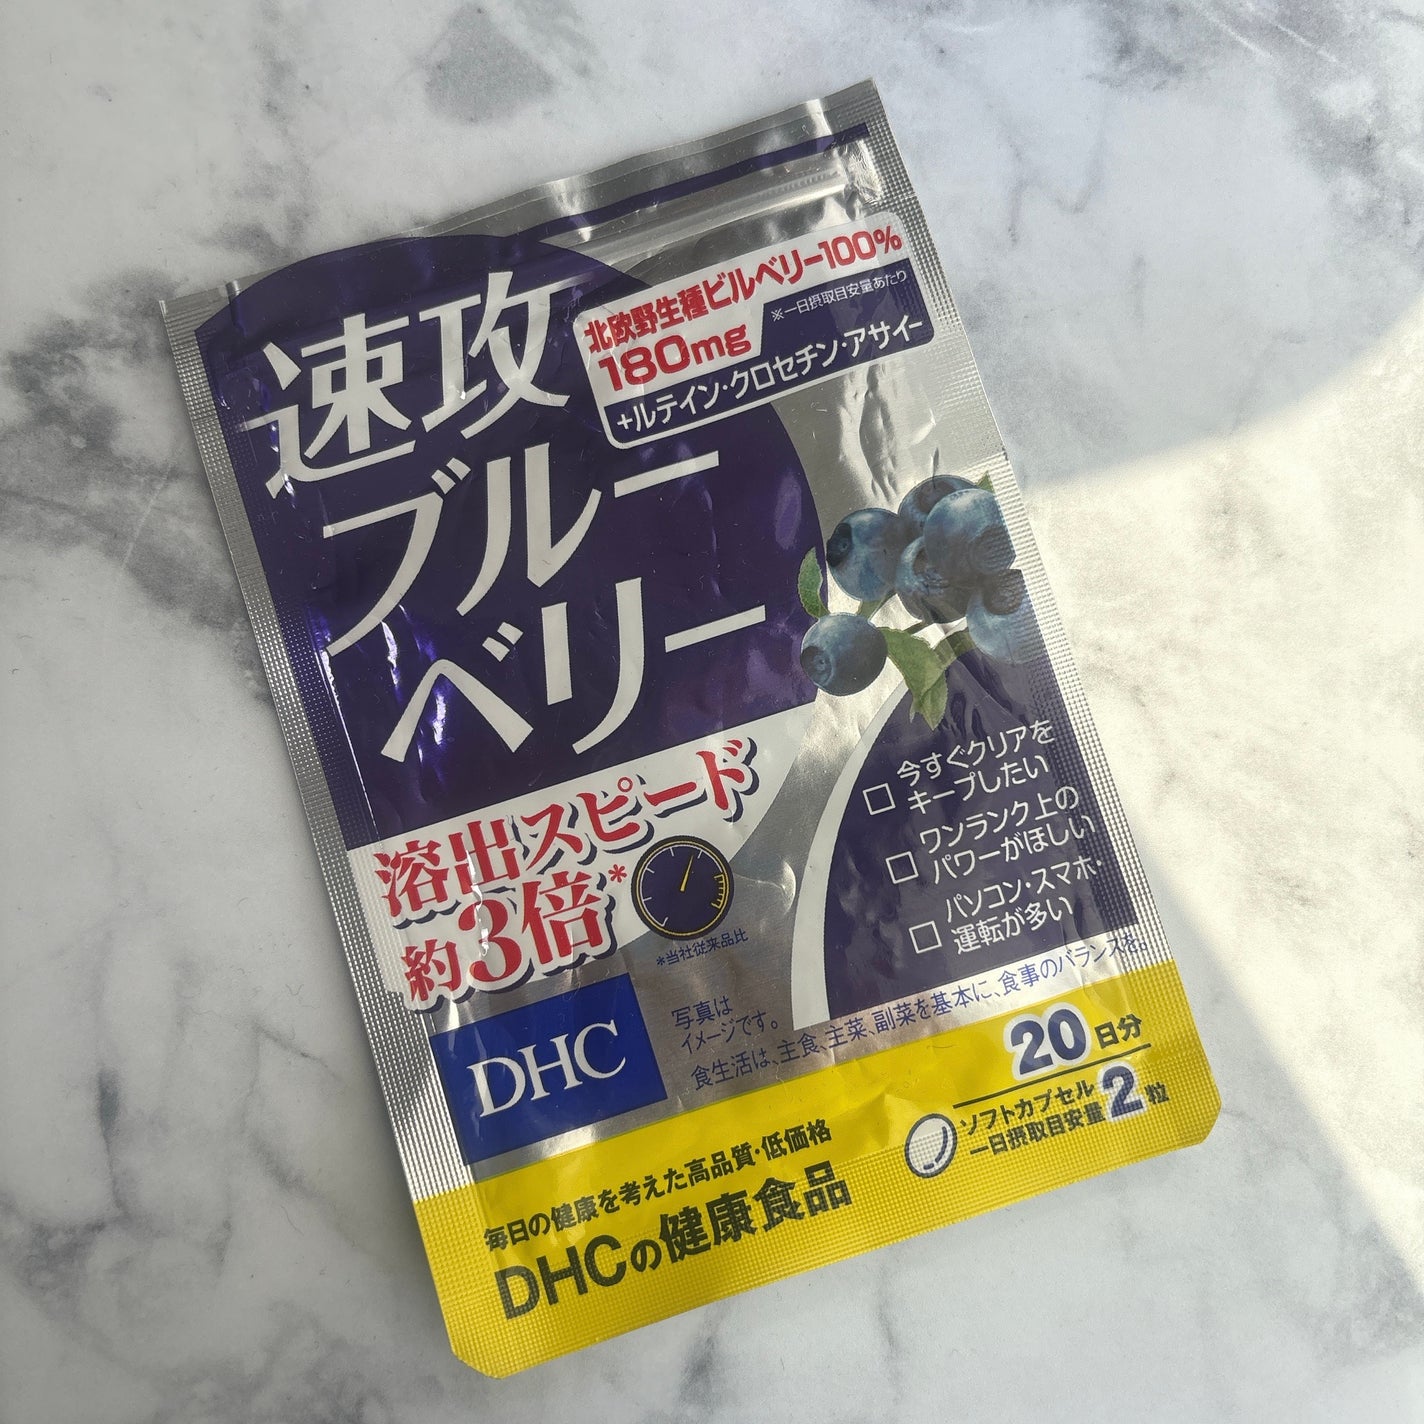 速攻
ブルー
ベリー
北欧野生種ビルベリー100%
180mg
※一日摂取目安量あたり
+ルテイン・クロセチン・アサイー
溶出スピード
約3倍*
*当社従来品比
□ 今すぐクリアを
キープしたい
□ ワンランク上の
パワーがほしい
□ パソコン・スマホ・
運転が多い
DHC
写真は
イメージです。
食生活は、主食、主菜、副菜を基本に、食事のバランスを。
20日分
ソフトカプセル
一日摂取目安量2粒
毎日の健康を考えた高品質・低価格
DHCの健康食品